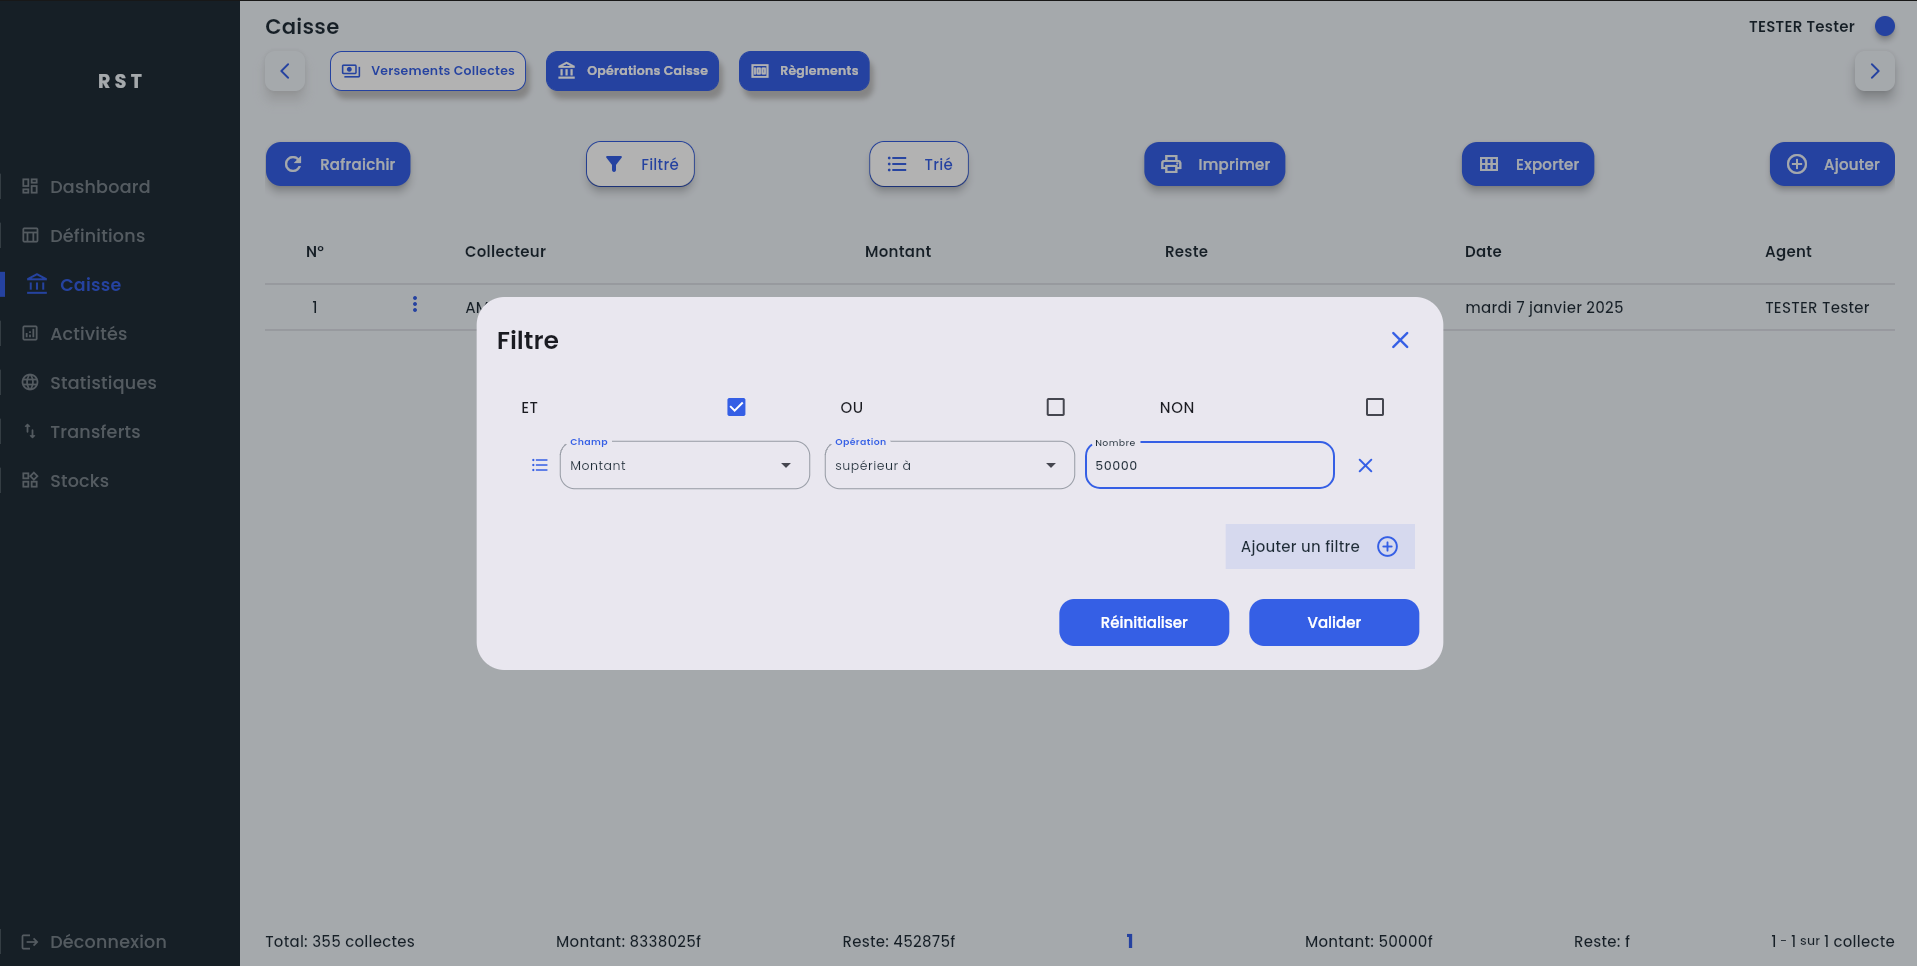 Caisse
TESTER Tester
RST
Versements Collectes
Opérations Caisse
Règlements
Rafraichir
Filtré
Trié
Imprimer
Exporter
Ajouter
Dashboard
Définitions
Caisse
Activités
Statistiques
Transferts
Stocks
Déconnexion
N° Collecteur Montant Reste Date Agent
1 mardi 7 janvier 2025 TESTER Tester
Filtre
ET OU NON
Champ Opération Nombre
Montant supérieur à 50000
Ajouter un filtre
Réinitialiser Valider
Total: 355 collectes Montant: 8338025f Reste: 452875f 1 Montant: 50000f Reste: f 1 - 1 sur 1 collecte